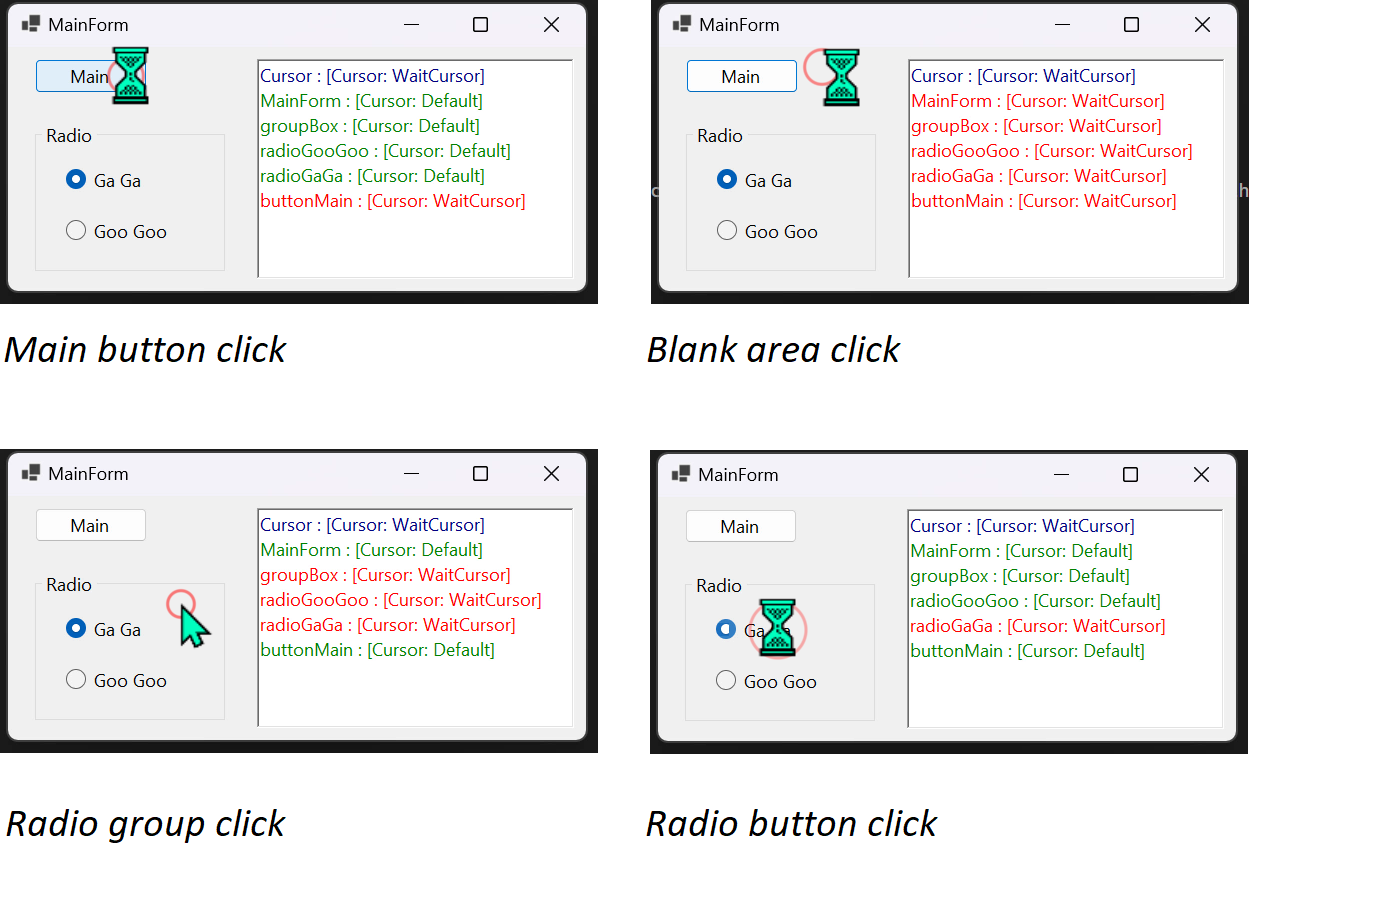 MainForm
Main
Radio
Ga Ga
Goo Goo
Cursor : [Cursor: WaitCursor]
MainForm : [Cursor: Default]
groupBox : [Cursor: Default]
radioGooGoo : [Cursor: Default]
radioGaGa : [Cursor: Default]
buttonMain : [Cursor: WaitCursor]
Main button click
MainForm
Main
Radio
Ga Ga
Goo Goo
Cursor : [Cursor: WaitCursor]
MainForm : [Cursor: WaitCursor]
groupBox : [Cursor: WaitCursor]
radioGooGoo : [Cursor: WaitCursor]
radioGaGa : [Cursor: WaitCursor]
buttonMain : [Cursor: WaitCursor]
Blank area click
MainForm
Main
Radio
Ga Ga
Goo Goo
Cursor : [Cursor: WaitCursor]
MainForm : [Cursor: Default]
groupBox : [Cursor: WaitCursor]
radioGooGoo : [Cursor: WaitCursor]
radioGaGa : [Cursor: WaitCursor]
buttonMain : [Cursor: Default]
Radio group click
MainForm
Main
Radio
Goo Goo
Cursor : [Cursor: WaitCursor]
MainForm : [Cursor: Default]
groupBox : [Cursor: Default]
radioGooGoo : [Cursor: Default]
radioGaGa : [Cursor: WaitCursor]
buttonMain : [Cursor: Default]
Radio button click